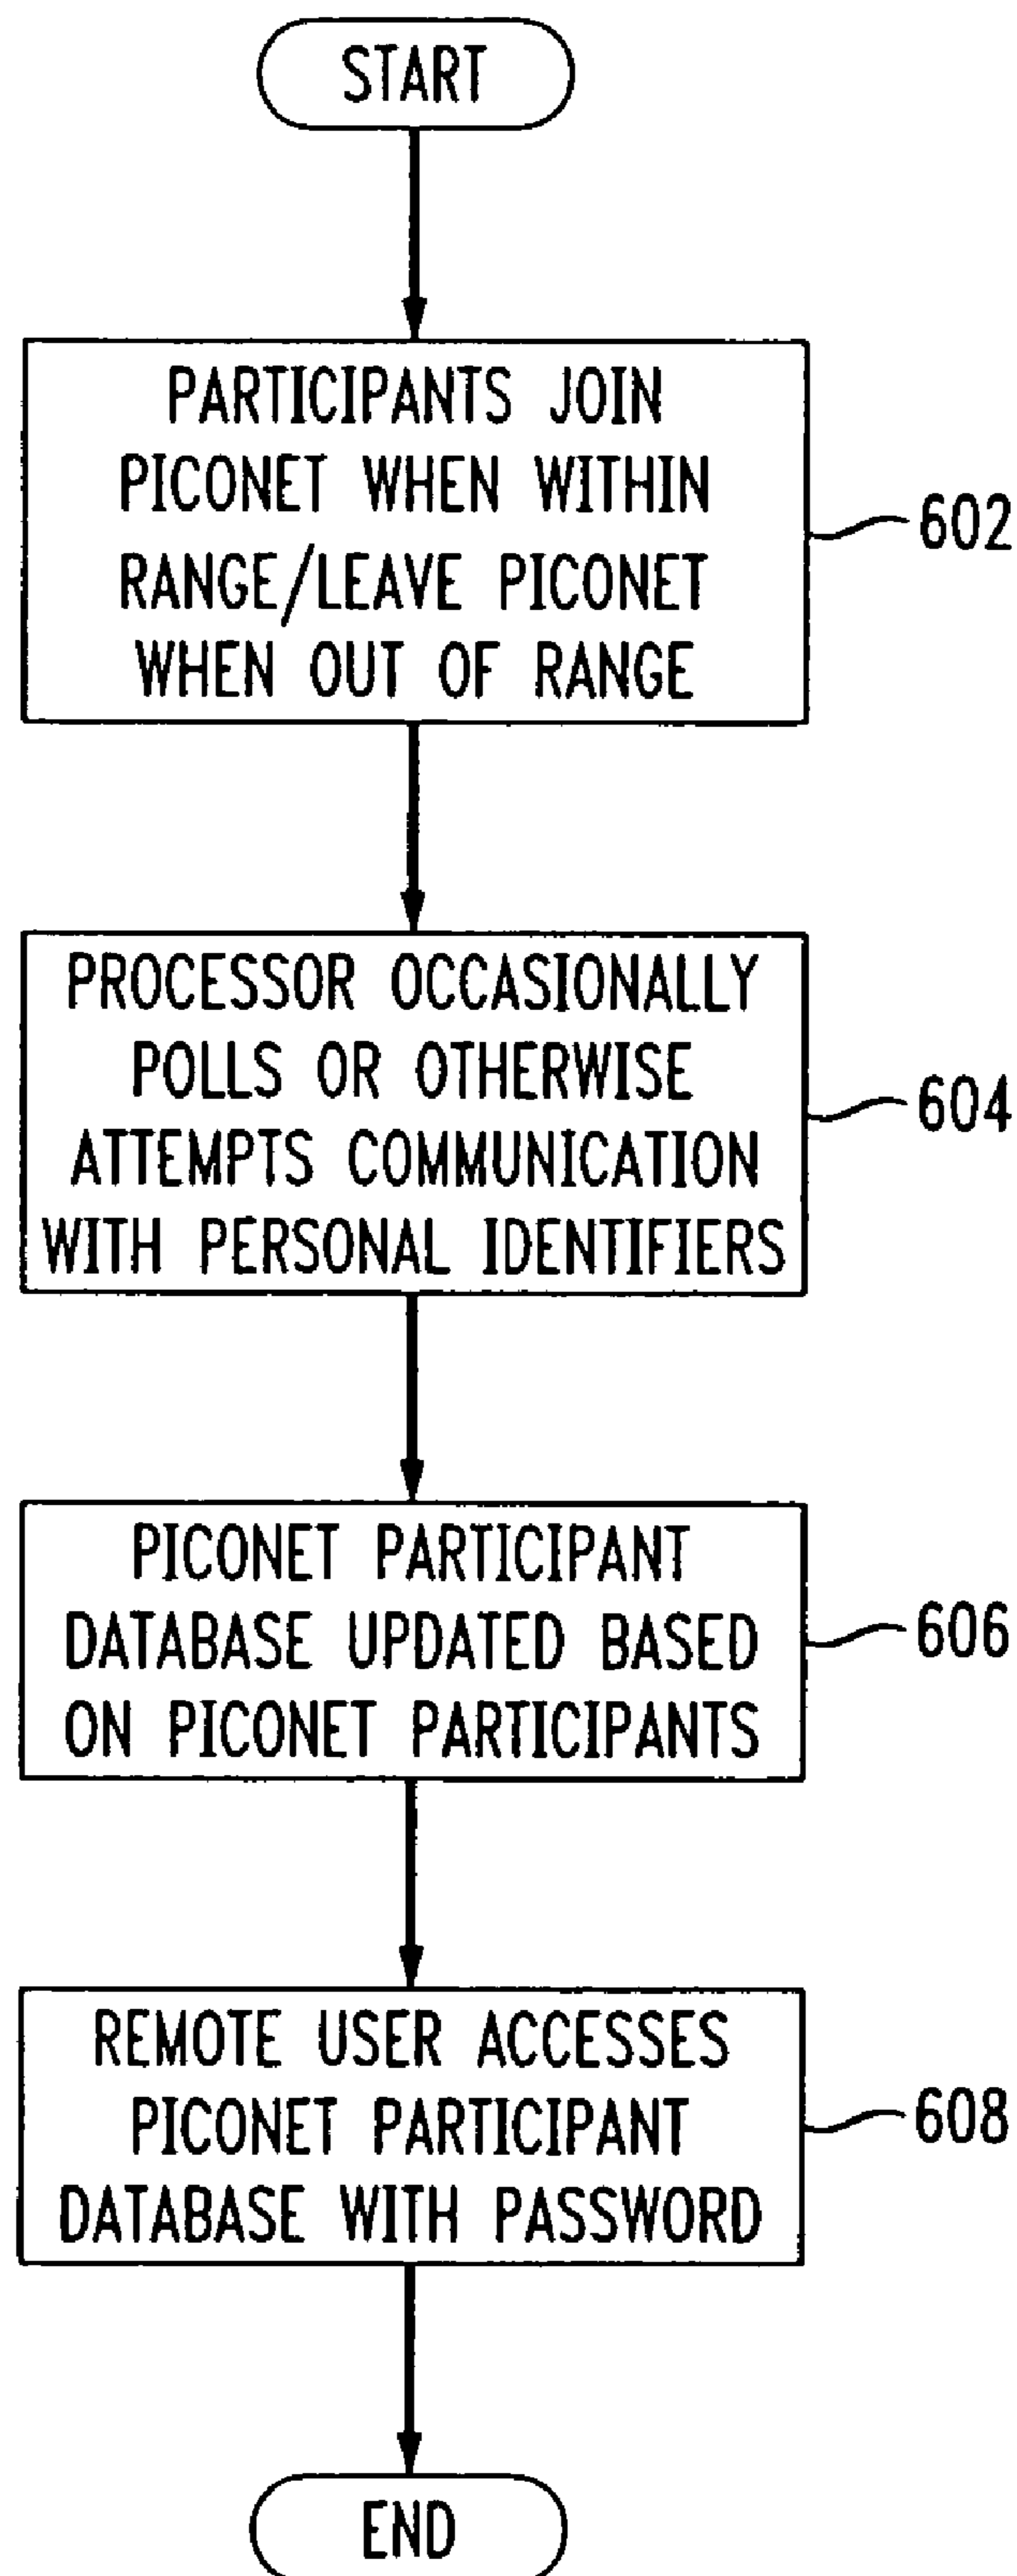 START
PARTICIPANTS JOIN
PICONET WHEN WITHIN
RANGE/LEAVE PICONET
WHEN OUT OF RANGE
602
PROCESSOR OCCASIONALLY
POLLS OR OTHERWISE
ATTEMPTS COMMUNICATION
WITH PERSONAL IDENTIFIERS
604
PICONET PARTICIPANT
DATABASE UPDATED BASED
ON PICONET PARTICIPANTS
606
REMOTE USER ACCESSES
PICONET PARTICIPANT
DATABASE WITH PASSWORD
608
END